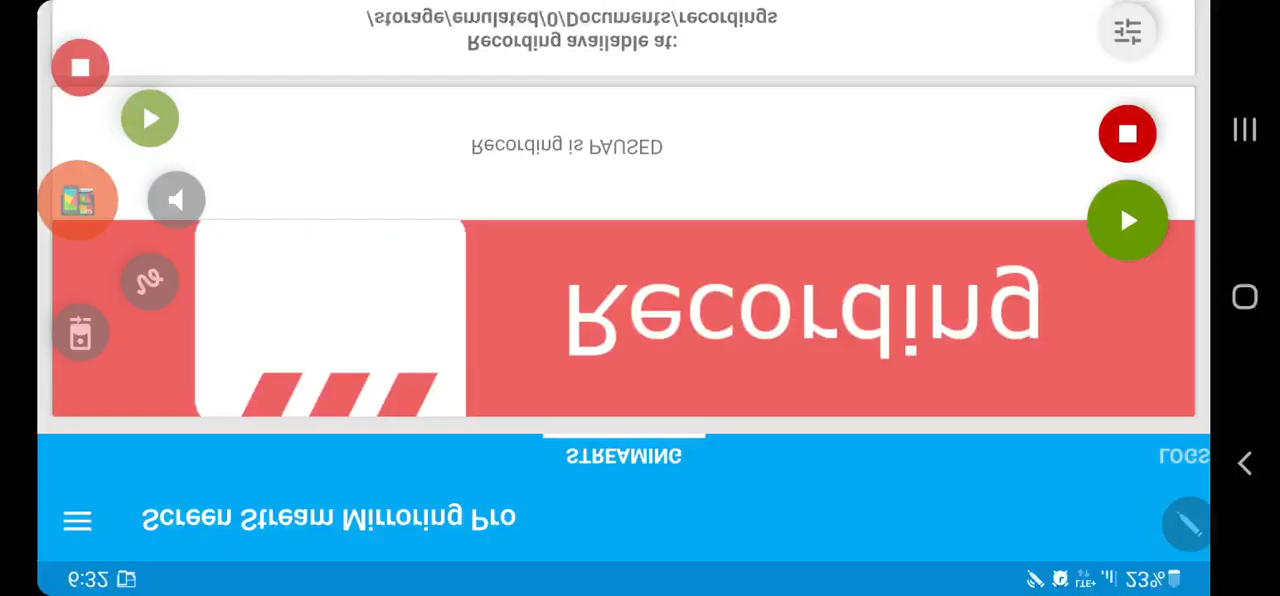 6:32
LTE+ 23%
Screen Stream Mirroring Pro
STREAMING
LOGS
Recording
Recording is PAUSED
Recording available at:
/storage/emulated/0/Documents/recordings